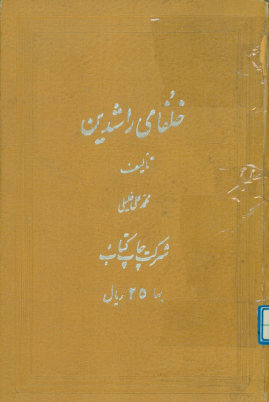 خلفای راشدین
تألیف
محمد علی خلیلی
شرکت چاپ کتاب
بها ۲۵ ریال